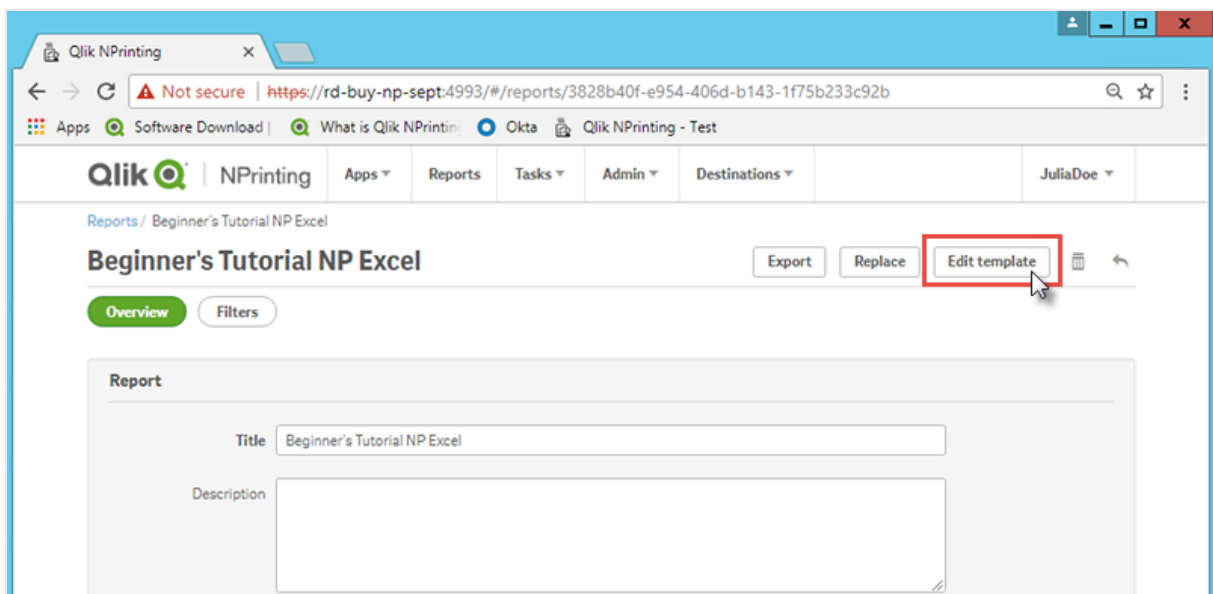 Qlik NPrinting
Not secure | https://rd-buy-np-sept:4993/#/reports/3828b40f-e954-406d-b143-1f75b233c92b
Apps Software Download | What is Qlik NPrintin Okta Qlik NPrinting - Test
Qlik NPrinting Apps Reports Tasks Admin Destinations JuliaDoe
Reports / Beginner's Tutorial NP Excel
Beginner's Tutorial NP Excel Export Replace Edit template
Overview Filters
Report
Title Beginner's Tutorial NP Excel
Description